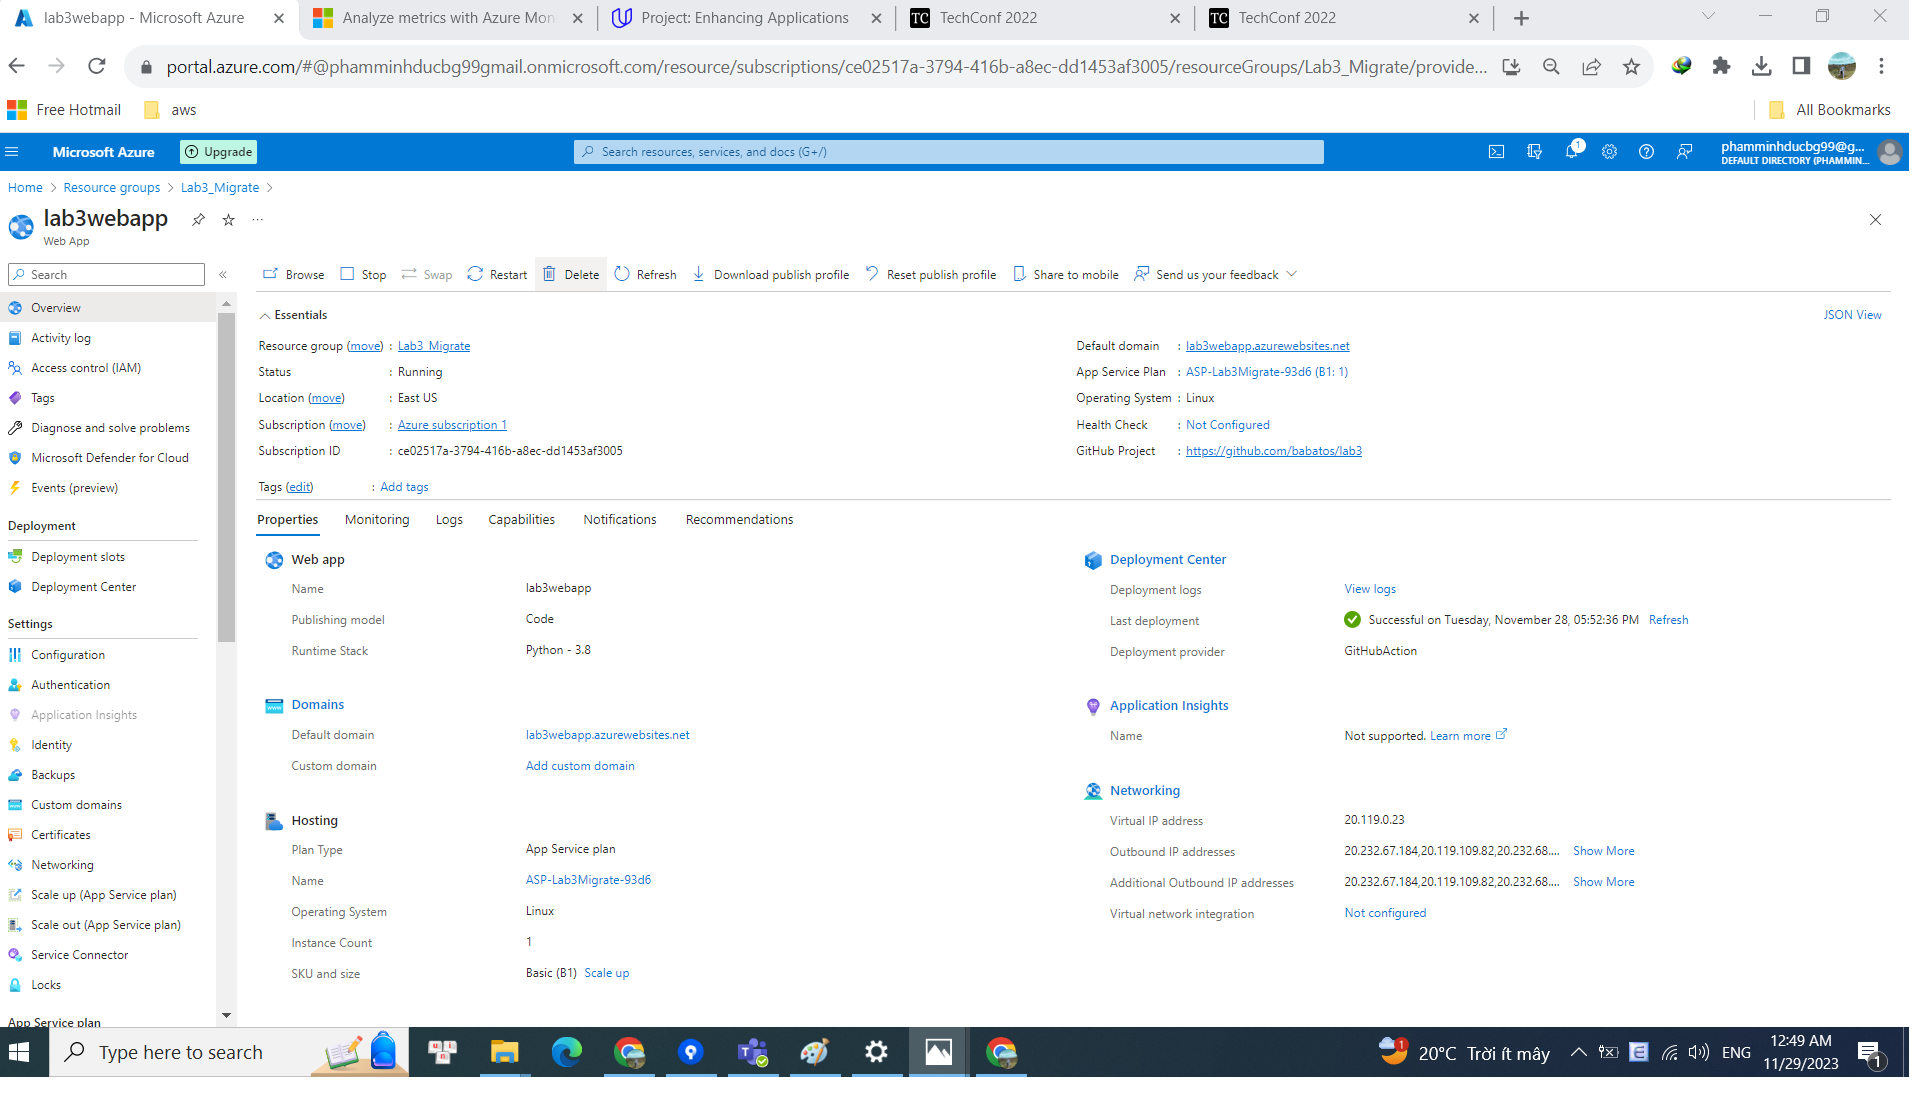 lab3webapp - Microsoft Azure
Analyze metrics with Azure Mon
Project: Enhancing Applications
TC TechConf 2022
TC TechConf 2022
portal.azure.com/#@phamminhducbg99gmail.onmicrosoft.com/resource/subscriptions/ce02517a-3794-416b-a8ec-dd1453af3005/resourceGroups/Lab3_Migrate/provide...
Free Hotmail
aws
All Bookmarks
Microsoft Azure
Upgrade
Search resources, services, and docs (G+/)
1
phamminhducbg99@g...
DEFAULT DIRECTORY (PHAMMIN...
Home > Resource groups > Lab3_Migrate >
lab3webapp
Web App
Search
Browse Stop Swap Restart Delete Refresh Download publish profile Reset publish profile Share to mobile Send us your feedback
Overview
Activity log
Access control (IAM)
Tags
Diagnose and solve problems
Microsoft Defender for Cloud
Events (preview)
Deployment
Deployment slots
Deployment Center
Settings
Configuration
Authentication
Application Insights
Identity
Backups
Custom domains
Certificates
Networking
Scale up (App Service plan)
Scale out (App Service plan)
Service Connector
Locks
App Service plan
Essentials
JSON View
Resource group (move) : Lab3_Migrate
Status : Running
Location (move) : East US
Subscription (move) : Azure subscription 1
Subscription ID : ce02517a-3794-416b-a8ec-dd1453af3005
Default domain : lab3webapp.azurewebsites.net
App Service Plan : ASP-Lab3Migrate-93d6 (B1: 1)
Operating System : Linux
Health Check : Not Configured
GitHub Project : https://github.com/babatos/lab3
Tags (edit) : Add tags
Properties Monitoring Logs Capabilities Notifications Recommendations
Web app
Name lab3webapp
Publishing model Code
Runtime Stack Python - 3.8
Domains
Default domain lab3webapp.azurewebsites.net
Custom domain Add custom domain
Hosting
Plan Type App Service plan
Name ASP-Lab3Migrate-93d6
Operating System Linux
Instance Count 1
SKU and size Basic (B1) Scale up
Deployment Center
Deployment logs View logs
Last deployment Successful on Tuesday, November 28, 05:52:36 PM Refresh
Deployment provider GitHubAction
Application Insights
Name Not supported. Learn more
Networking
Virtual IP address 20.119.0.23
Outbound IP addresses 20.232.67.184,20.119.109.82,20.232.68.... Show More
Additional Outbound IP addresses 20.232.67.184,20.119.109.82,20.232.68.... Show More
Virtual network integration Not configured
Type here to search
1
20°C Trời ít mây
ENG
12:49 AM
11/29/2023
1